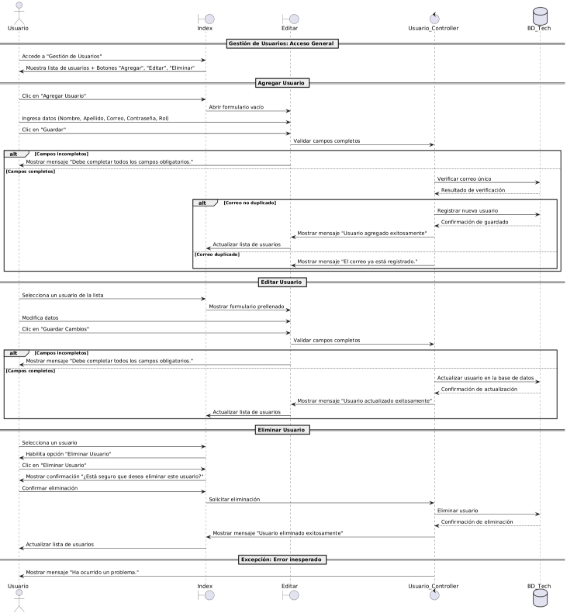 Usuario Index Editar Usuario_Controller BD_Tech
Gestión de Usuarios: Acceso General
Accede a "Gestión de Usuarios"
Muestra lista de usuarios + Botones "Agregar", "Editar", "Eliminar"
Agregar Usuario
Clic en "Agregar Usuario"
Abrir formulario vacío
Ingresa datos (Nombre, Apellido, Correo, Contraseña, Rol)
Clic en "Guardar"
Validar campos completos
alt [Campos incompletos]
Mostrar mensaje "Debe completar todos los campos obligatorios."
[Campos completos]
Verificar correo único
Resultado de verificación
alt [Correo no duplicado]
Registrar nuevo usuario
Confirmación de guardado
Mostrar mensaje "Usuario agregado exitosamente"
Actualizar lista de usuarios
[Correo duplicado]
Mostrar mensaje "El correo ya está registrado."
Editar Usuario
Selecciona un usuario de la lista
Mostrar formulario prellenado
Modifica datos
Clic en "Guardar Cambios"
Validar campos completos
alt [Campos incompletos]
Mostrar mensaje "Debe completar todos los campos obligatorios."
[Campos completos]
Actualizar usuario en la base de datos
Confirmación de actualización
Mostrar mensaje "Usuario actualizado exitosamente"
Actualizar lista de usuarios
Eliminar Usuario
Selecciona un usuario
Habilita opción "Eliminar Usuario"
Clic en "Eliminar Usuario"
Mostrar confirmación "¿Está seguro que desea eliminar este usuario?"
Confirmar eliminación
Solicitar eliminación
Eliminar usuario
Confirmación de eliminación
Mostrar mensaje "Usuario eliminado exitosamente"
Actualizar lista de usuarios
Excepción: Error Inesperado
Mostrar mensaje "Ha ocurrido un problema."
Usuario Index Editar Usuario_Controller BD_Tech